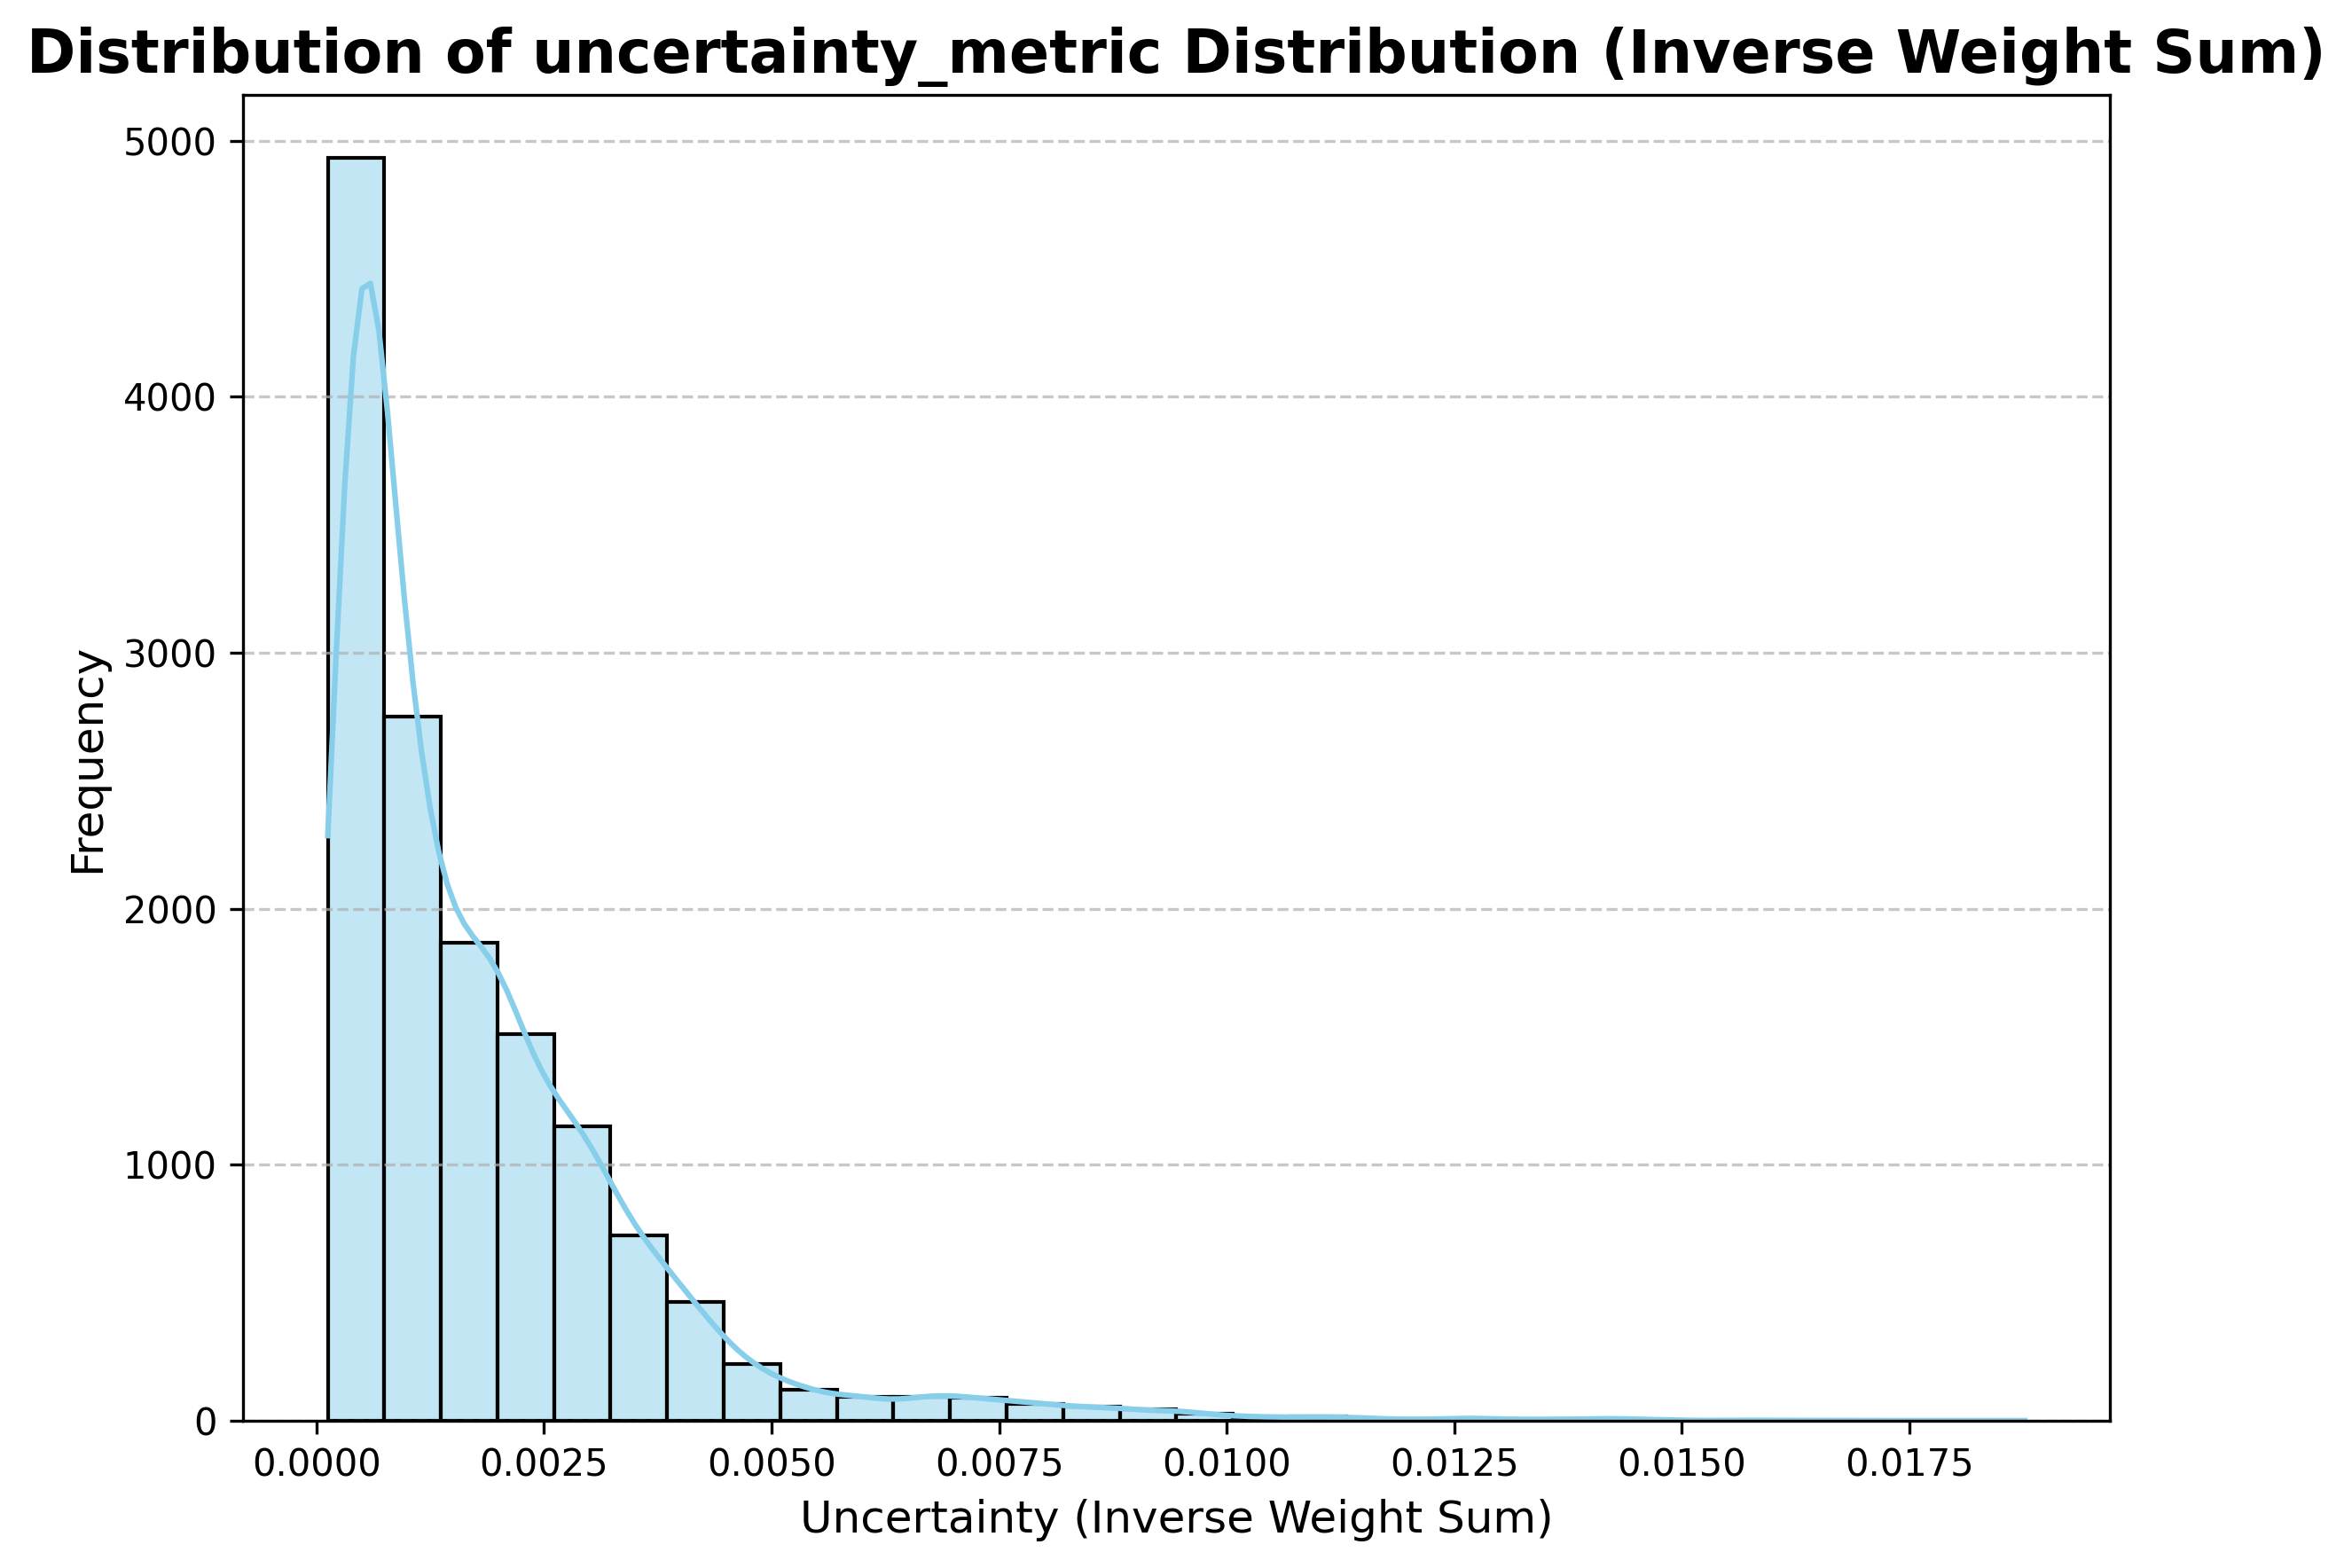 Distribution of uncertainty_metric Distribution (Inverse Weight Sum)
5000
4000
3000
2000
1000
0
Frequency
0.0000 0.0025 0.0050 0.0075 0.0100 0.0125 0.0150 0.0175
Uncertainty (Inverse Weight Sum)